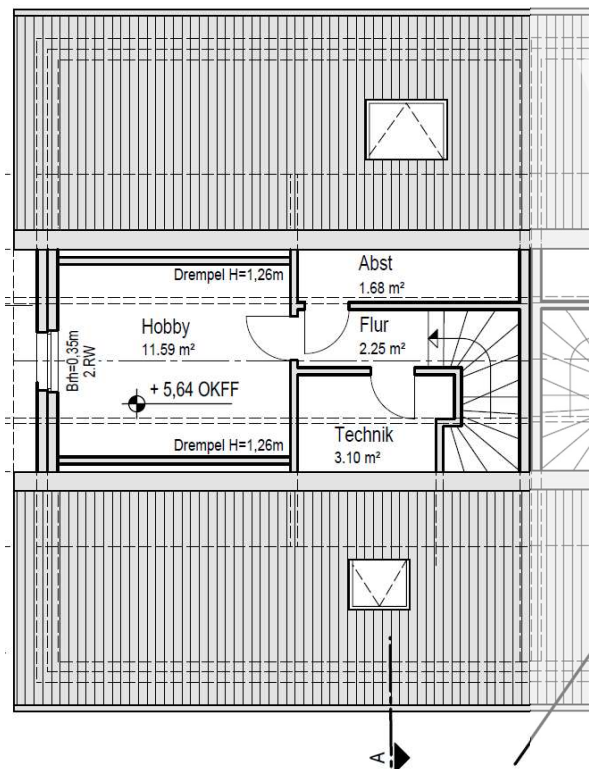 Drempel H=1,26m
Abst
1.68 m²
Hobby
11.59 m²
Flur
2.25 m²
Brh=0,35m
2.RW
+ 5,64 OKFF
Drempel H=1,26m
Technik
3.10 m²
A